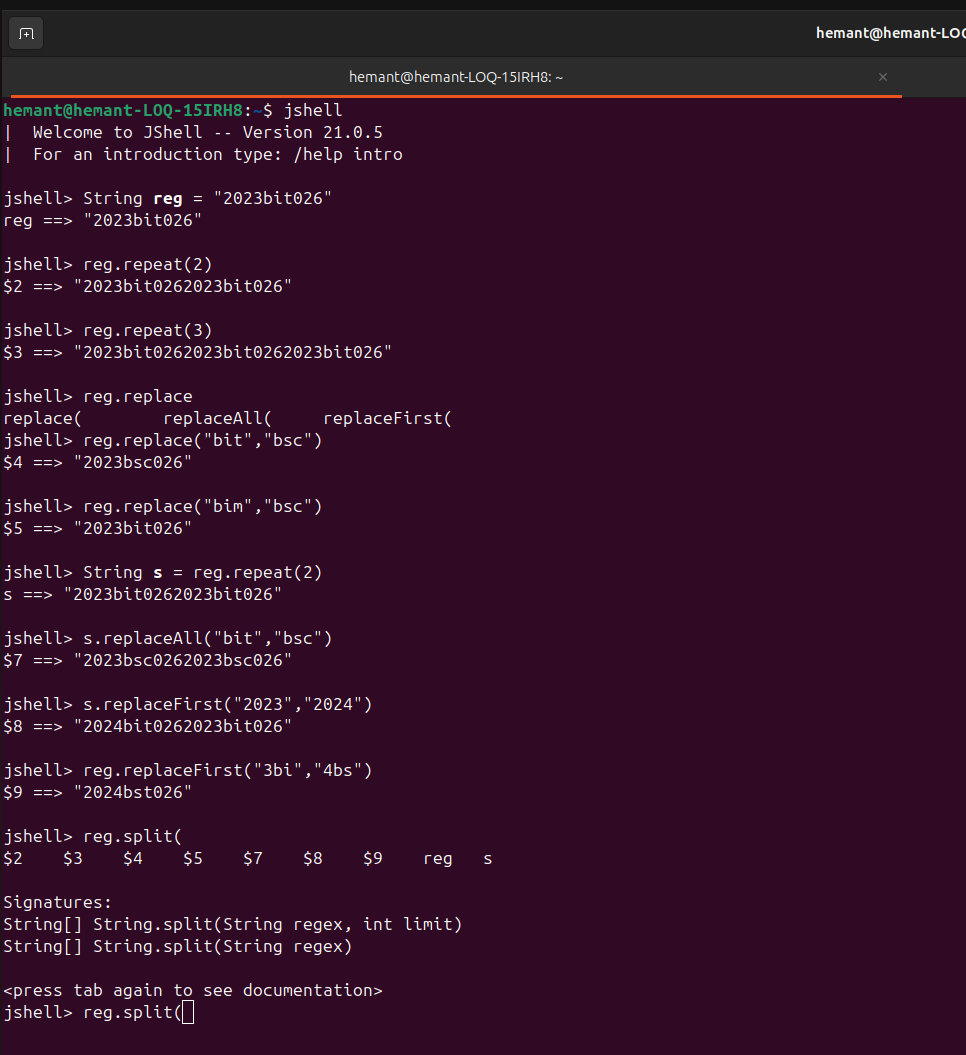 hemant@hemant-LOQ
hemant@hemant-LOQ-15IRH8: ~
hemant@hemant-LOQ-15IRH8:~$ jshell
|  Welcome to JShell -- Version 21.0.5
|  For an introduction type: /help intro
jshell> String reg = "2023bit026"
reg ==> "2023bit026"
jshell> reg.repeat(2)
$2 ==> "2023bit0262023bit026"
jshell> reg.repeat(3)
$3 ==> "2023bit0262023bit0262023bit026"
jshell> reg.replace
replace(        replaceAll(     replaceFirst(
jshell> reg.replace("bit","bsc")
$4 ==> "2023bsc026"
jshell> reg.replace("bim","bsc")
$5 ==> "2023bit026"
jshell> String s = reg.repeat(2)
s ==> "2023bit0262023bit026"
jshell> s.replaceAll("bit","bsc")
$7 ==> "2023bsc0262023bsc026"
jshell> s.replaceFirst("2023","2024")
$8 ==> "2024bit0262023bit026"
jshell> reg.replaceFirst("3bi","4bs")
$9 ==> "2024bst026"
jshell> reg.split(
$2    $3    $4    $5    $7    $8    $9    reg   s
Signatures:
String[] String.split(String regex, int limit)
String[] String.split(String regex)
<press tab again to see documentation>
jshell> reg.split(